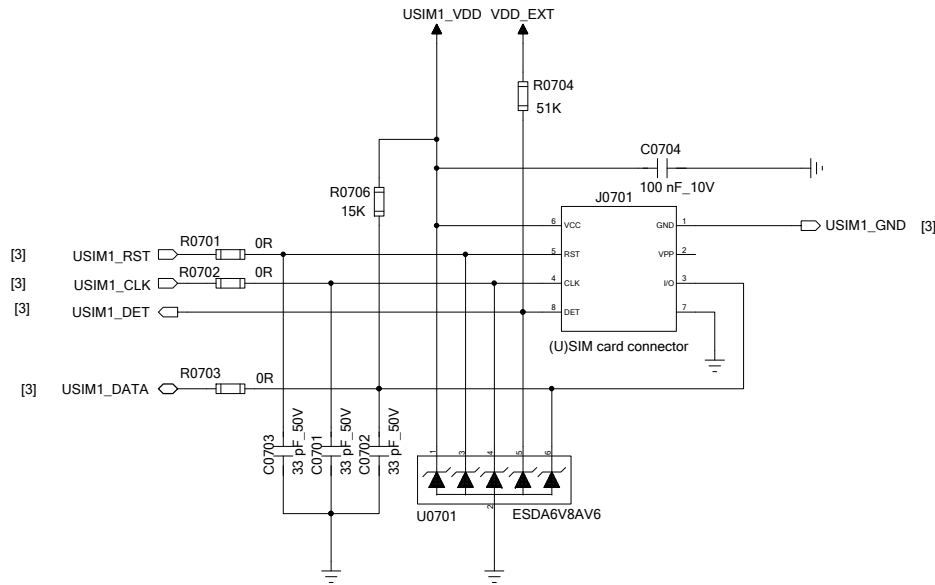 USIM1_VDD VDD_EXT
R0704
51K
C0704
100 nF_10V
R0706
15K
J0701
6 VCC GND 1
USIM1_GND [3]
[3] USIM1_RST R0701 0R
5 RST VPP 2
[3] USIM1_CLK R0702 0R
4 CLK I/O 3
[3] USIM1_DET
8 DET 7
(U)SIM card connector
[3] USIM1_DATA R0703 0R
C0703
33 pF_50V
C0701
33 pF_50V
C0702
33 pF_50V
1 3 4 5 6
2
U0701 ESDA6V8AV6